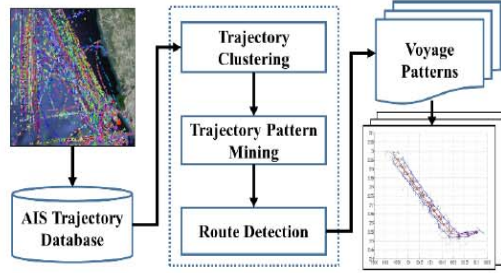 Trajectory
Clustering
Trajectory Pattern
Mining
Route Detection
AIS Trajectory
Database
Voyage
Patterns